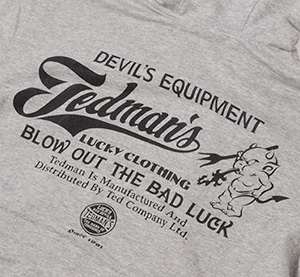 DEVIL'S EQUIPMENT
Tedman's
LUCKY CLOTHING
BLOW OUT THE BAD LUCK
Tedman Is Manufactured And
Distributed By Ted Company Ltd.
TEDMAN'S